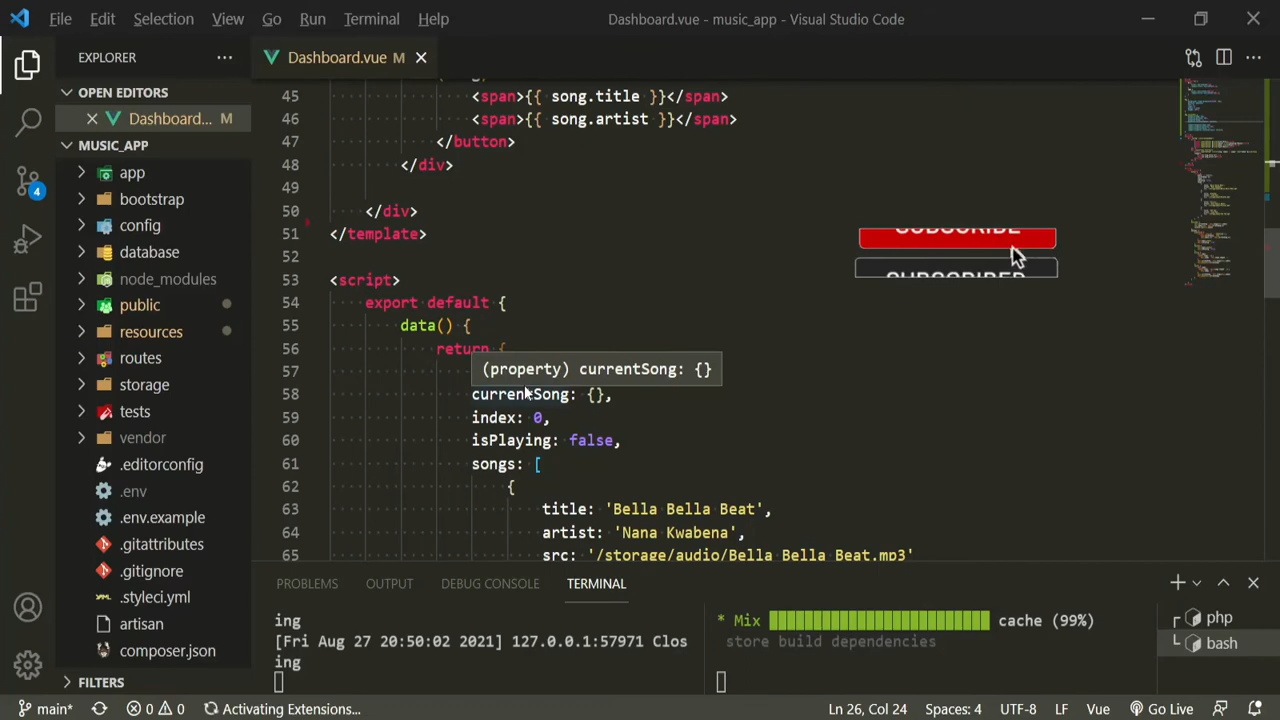 File Edit Selection View Go Run Terminal Help
Dashboard.vue - music_app - Visual Studio Code
EXPLORER
OPEN EDITORS
Dashboard... M
MUSIC_APP
app
bootstrap
config
database
node_modules
public
resources
routes
storage
tests
vendor
.editorconfig
.env
.env.example
.gitattributes
.gitignore
.styleci.yml
artisan
composer.json
FILTERS
Dashboard.vue M
45 <span>{{ song.title }}</span>
46 <span>{{ song.artist }}</span>
47 </button>
48 </div>
49
50 </div>
51 </template>
52
53 <script>
54 export default {
55 data() {
56 return {
57
(property) currentSong: {}
58 currentSong: {},
59 index: 0,
60 isPlaying: false,
61 songs: [
62 {
63 title: 'Bella Bella Beat',
64 artist: 'Nana Kwabena',
65 src: '/storage/audio/Bella Bella Beat.mp3'
SUBSCRIBE
SUBSCRIBED
PROBLEMS OUTPUT DEBUG CONSOLE TERMINAL
ing
[Fri Aug 27 20:50:02 2021] 127.0.0.1:57971 Clos
ing
* Mix cache (99%)
store build dependencies
php
bash
4
main* 0 0 Activating Extensions... Ln 26, Col 24 Spaces: 4 UTF-8 LF Vue Go Live